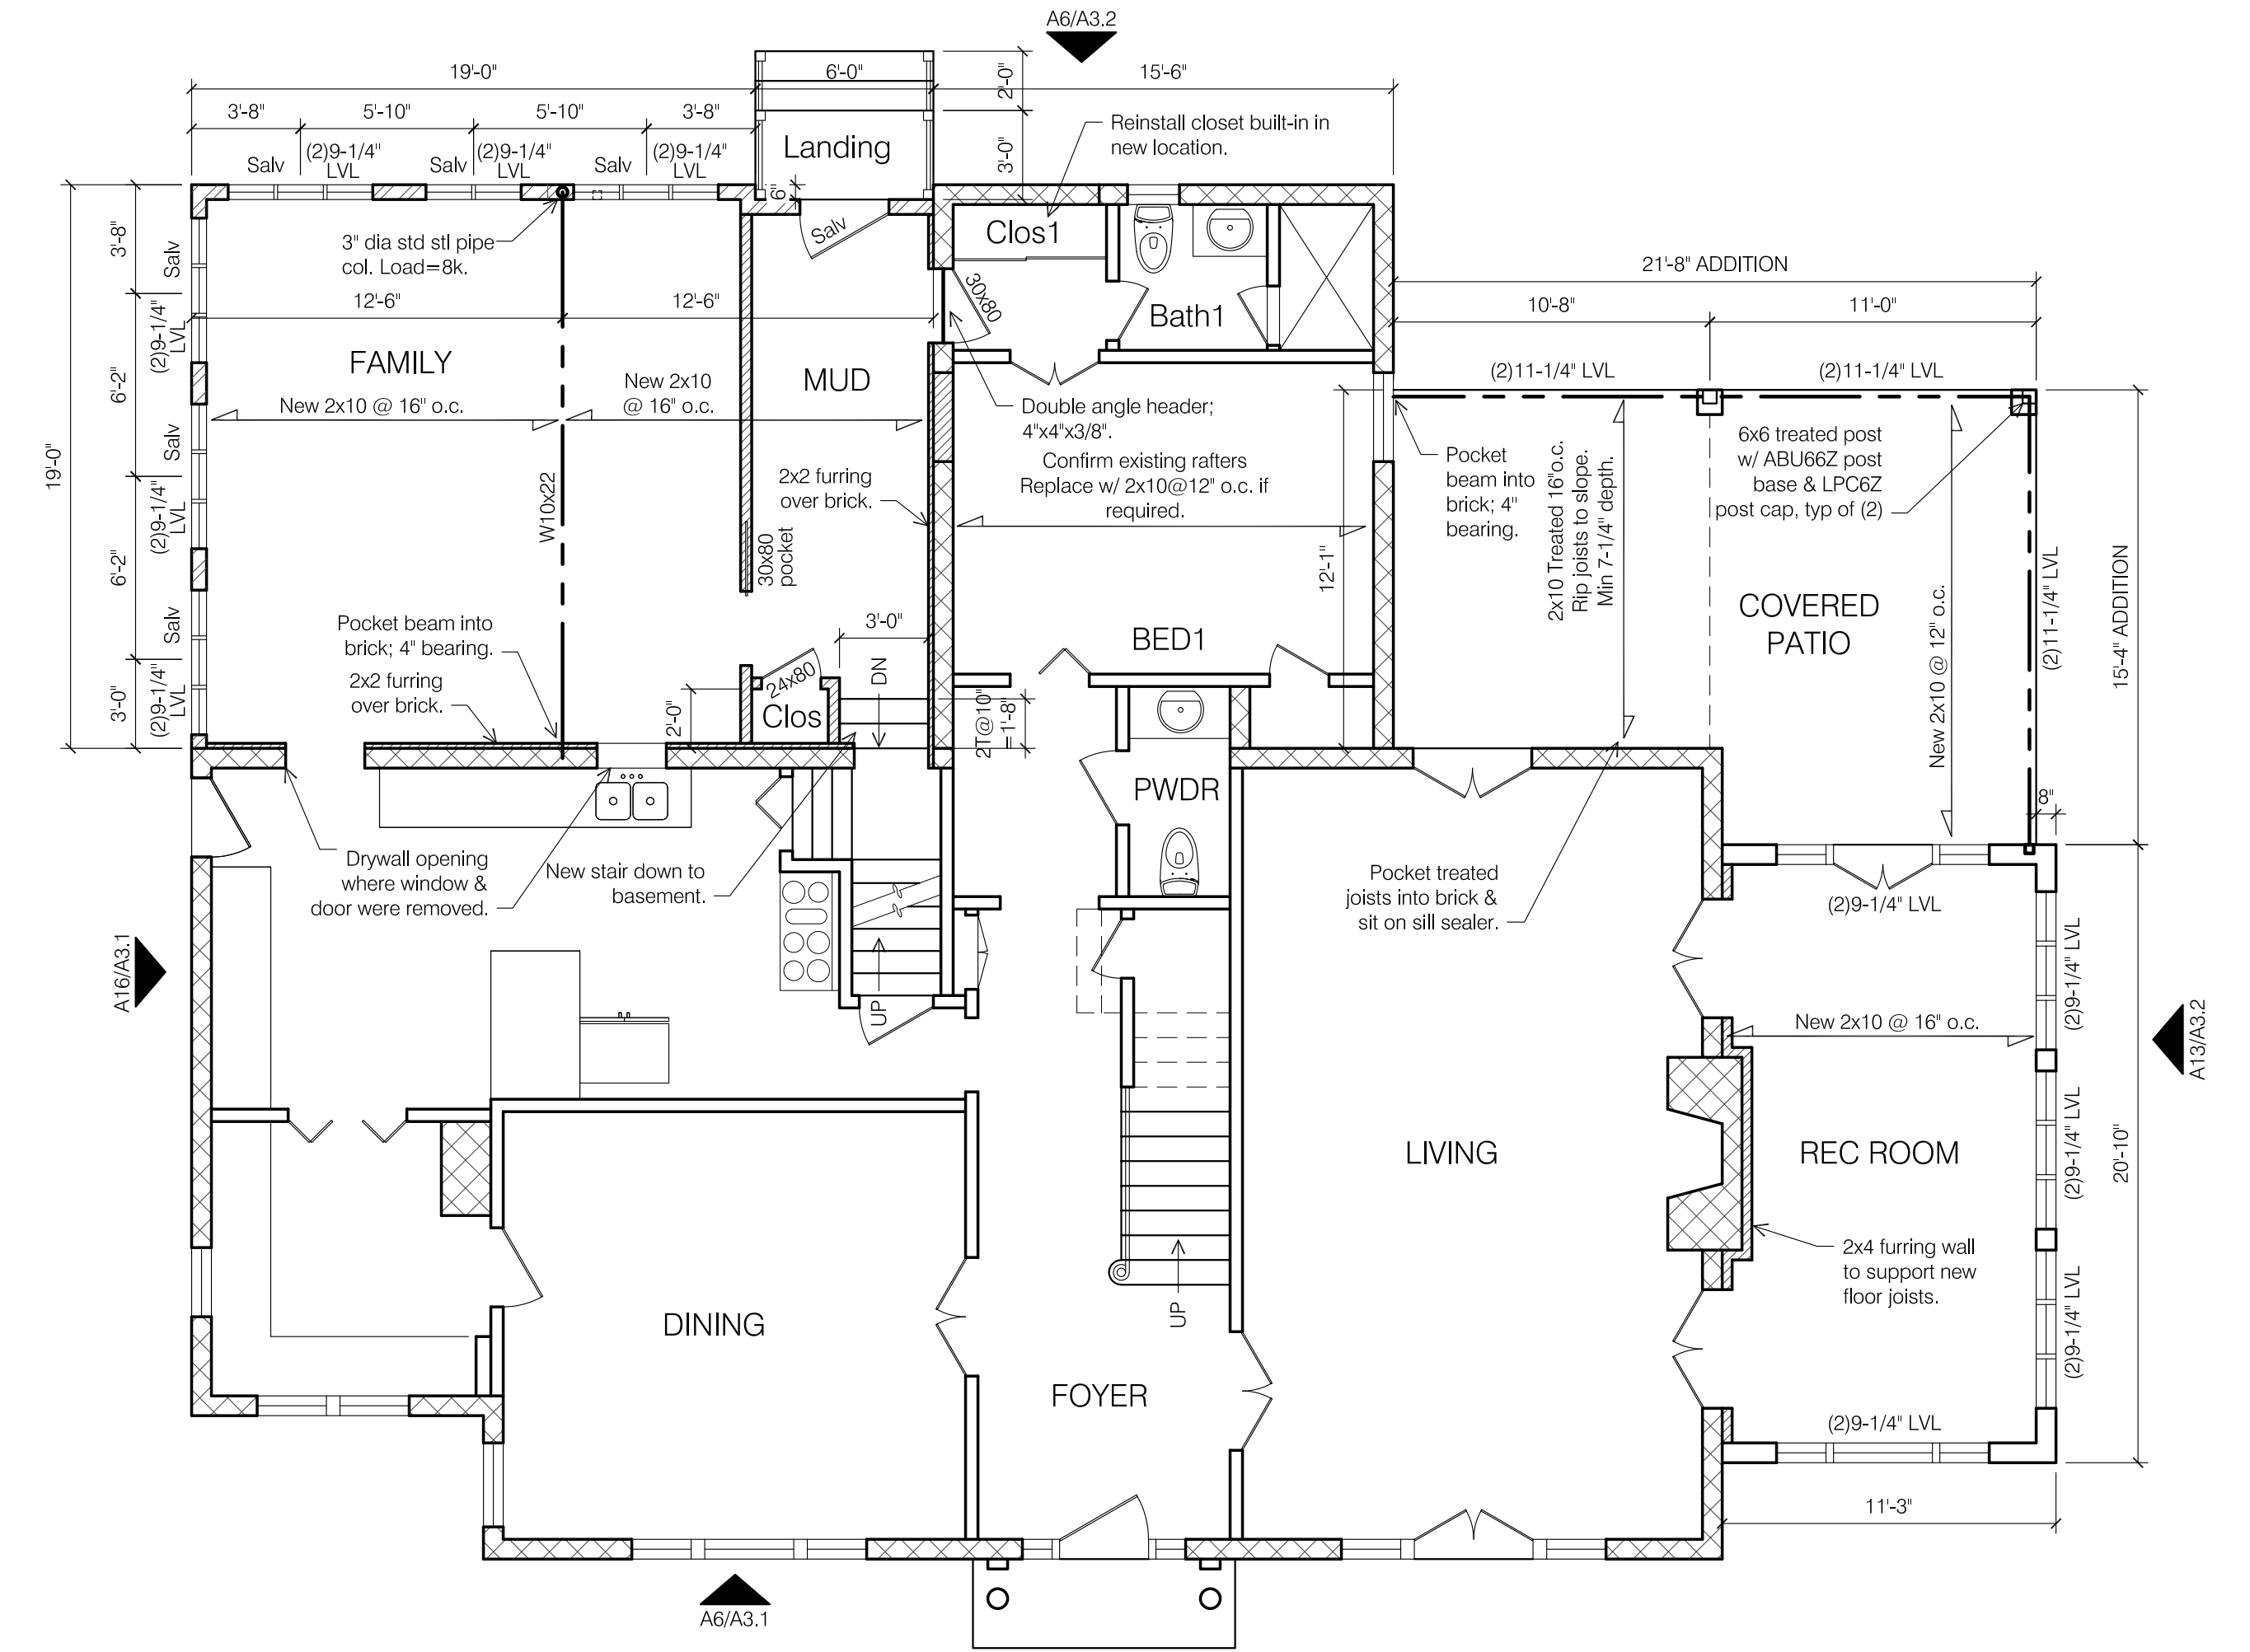 A6/A3.2
19'-0"
6'-0"
15'-6"
2'-0"
3'-8"
5'-10"
5'-10"
3'-8"
3'-0"
Reinstall closet built-in in
new location.
Landing
Salv
(2)9-1/4"
LVL
Salv
(2)9-1/4"
LVL
Salv
(2)9-1/4"
LVL
6"
Salv
Clos1
3" dia std stl pipe
col. Load=8k.
3'-8"
Salv
21'-8" ADDITION
12'-6"
12'-6"
30x80
Bath1
10'-8"
11'-0"
(2)9-1/4"
LVL
FAMILY
MUD
(2)11-1/4" LVL
(2)11-1/4" LVL
6'-2"
New 2x10 @ 16" o.c.
New 2x10
@ 16" o.c.
Double angle header;
4"x4"x3/8".
19'-0"
Salv
Confirm existing rafters
Replace w/ 2x10@12" o.c. if
required.
Pocket
beam into
brick; 4"
bearing.
2x10 Treated 16"o.c.
Rip joists to slope.
Min 7-1/4" depth.
6x6 treated post
w/ ABU66Z post
base & LPC6Z
post cap, typ of (2)
2x2 furring
over brick.
W10x22
(2)9-1/4"
LVL
30x80
pocket
12'-1"
6'-2"
Salv
Pocket beam into
brick; 4" bearing.
3'-0"
BED1
COVERED
PATIO
New 2x10 @ 12" o.c.
(2)11-1/4" LVL
15'-4" ADDITION
2x2 furring
over brick.
3'-0"
(2)9-1/4"
LVL
24x80
Clos
DN
2'-0"
2T@10"
=1'-8"
PWDR
8"
Drywall opening
where window &
door were removed.
New stair down to
basement.
Pocket treated
joists into brick &
sit on sill sealer.
(2)9-1/4" LVL
(2)9-1/4" LVL
A16/A3.1
UP
New 2x10 @ 16" o.c.
A13/A3.2
LIVING
REC ROOM
(2)9-1/4" LVL
20'-10"
2x4 furring wall
to support new
floor joists.
DINING
UP
(2)9-1/4" LVL
FOYER
(2)9-1/4" LVL
11'-3"
A6/A3.1